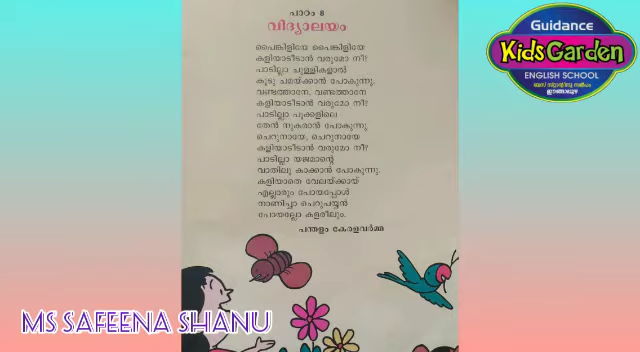 പാഠം 8
വിദ്യാലയം
പൈങ്കിളിയേ പൈങ്കിളിയേ
കളിയാടീടാൻ വരുമോ നീ?
പാടില്ലാ ചുള്ളികളാൽ
കൂടു ചമയ്ക്കാൻ പോകുന്നു.
വണ്ടത്താനേ, വണ്ടത്താനേ
കളിയാടീടാൻ വരുമോ നീ?
പാടില്ലാ പൂക്കളിലെ
തേൻ നുകരാൻ പോകുന്നു.
ചെറുനായേ, ചെറുനായേ
കളിയാടീടാൻ വരുമോ നീ?
പാടില്ലാ യജമാന്റെ
വാതിലു കാക്കാൻ പോകുന്നു.
കളിയാതെ വേലയ്ക്കായ്
എല്ലാരും പോയപ്പോൾ
നാണിച്ചാ ചെറുപയ്യൻ
പോയല്ലോ കളരീലും.
പന്തളം കേരളവർമ്മ
Guidance
Kids Garden
ENGLISH SCHOOL
ഈങ്ങാപ്പുഴ
MS SAFEENA SHANU